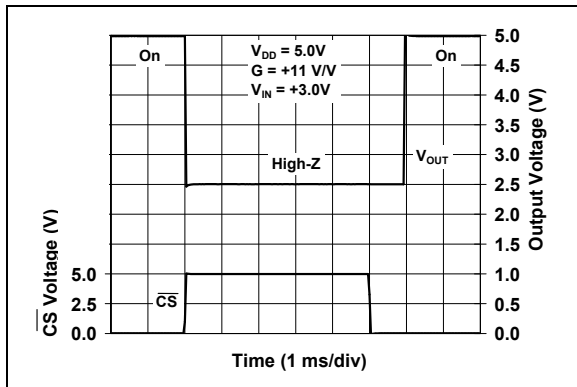 On
V_DD = 5.0V
G = +11 V/V
V_IN = +3.0V
On
High-Z
V_OUT
5.0
4.5
4.0
3.5
3.0
2.5
2.0
1.5
1.0
0.5
0.0
Output Voltage (V)
C̅S̅ Voltage (V)
5.0
2.5
0.0
C̅S̅
Time (1 ms/div)